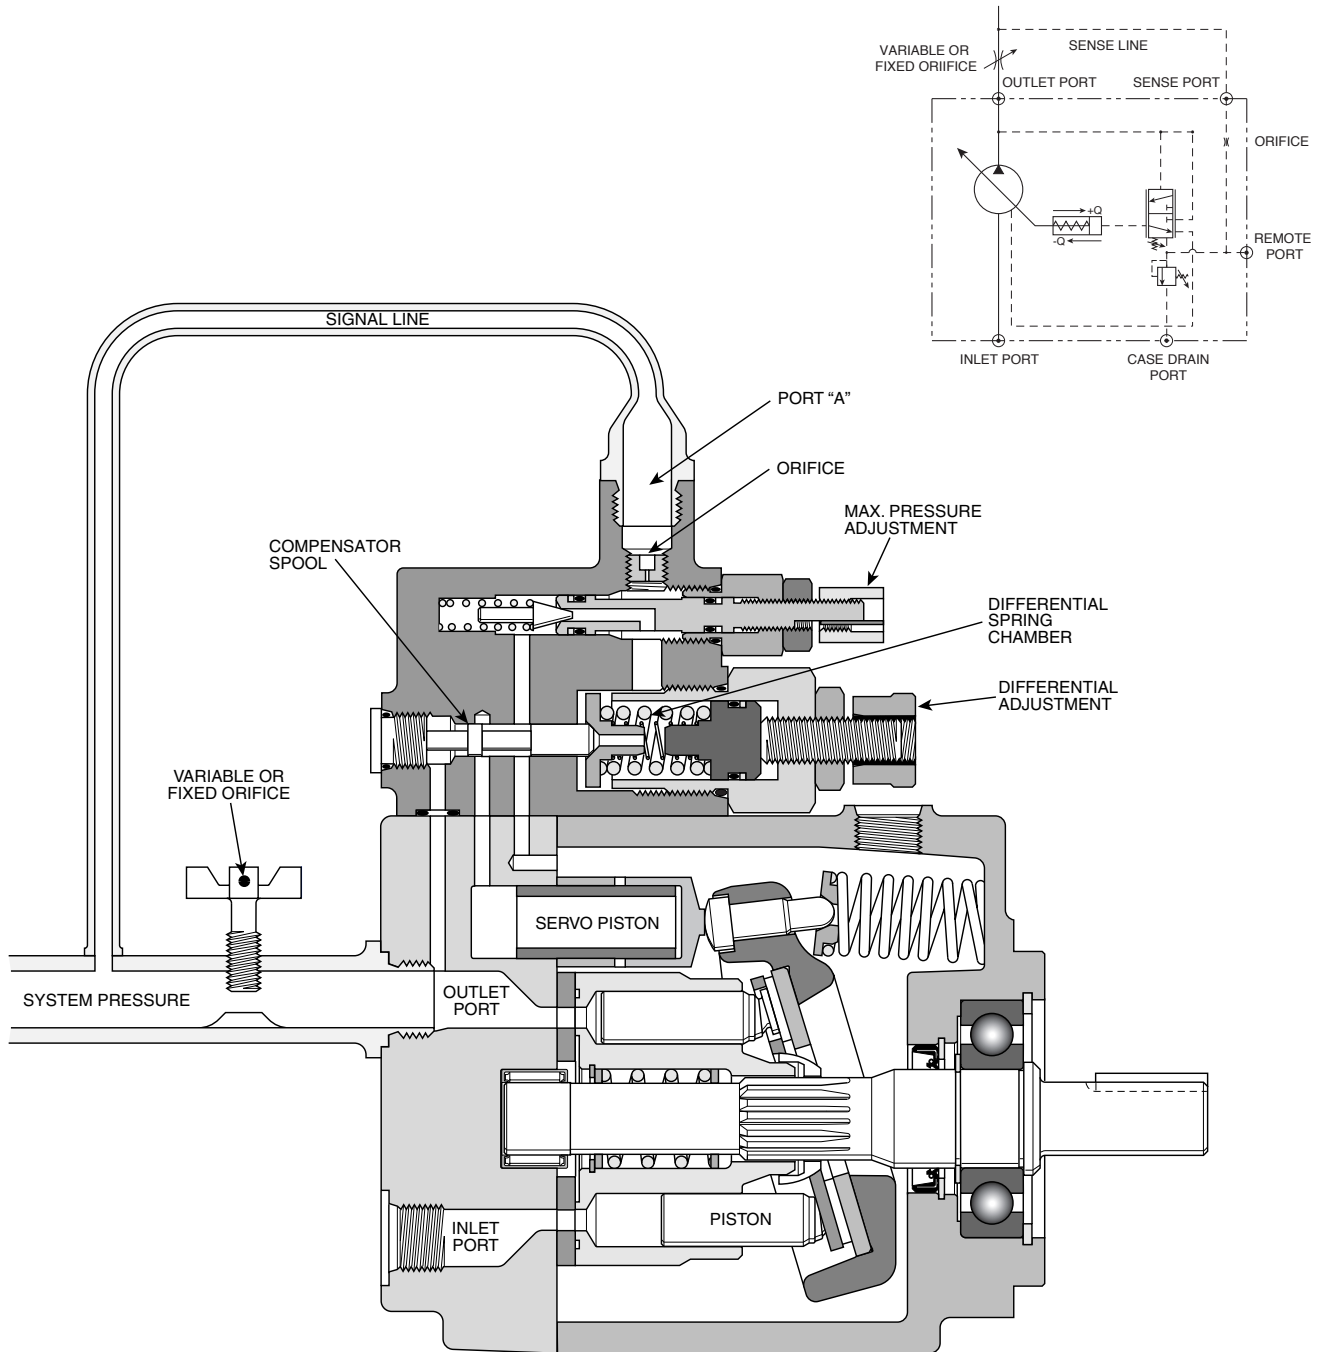 VARIABLE OR
FIXED ORIIFICE
SENSE LINE
OUTLET PORT
SENSE PORT
ORIFICE
+Q
-Q
REMOTE
PORT
INLET PORT
CASE DRAIN
PORT
SIGNAL LINE
PORT “A”
ORIFICE
MAX. PRESSURE
ADJUSTMENT
COMPENSATOR
SPOOL
DIFFERENTIAL
SPRING
CHAMBER
DIFFERENTIAL
ADJUSTMENT
VARIABLE OR
FIXED ORIFICE
SERVO PISTON
SYSTEM PRESSURE
OUTLET
PORT
PISTON
INLET
PORT